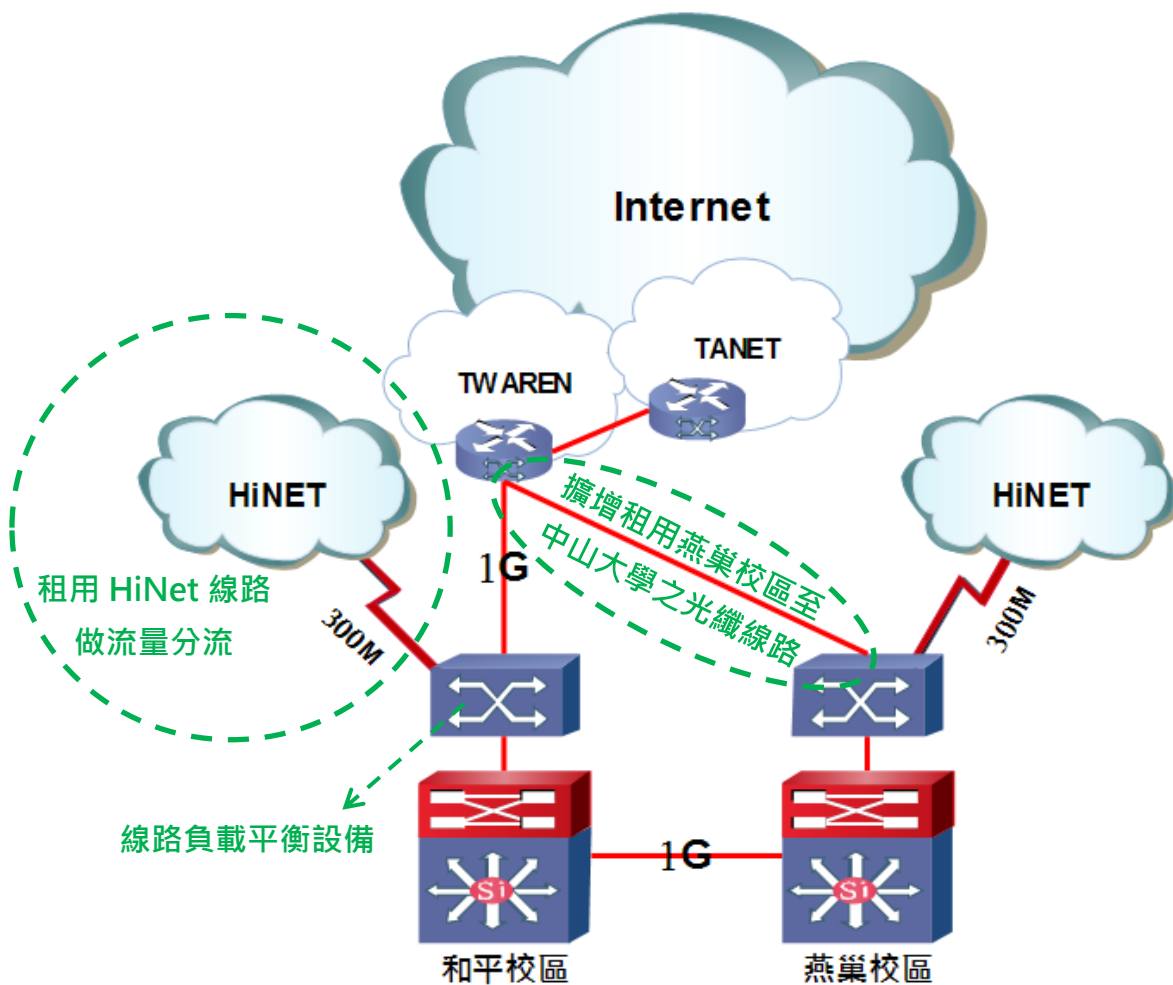 Internet
TANET
TWAREN
HiNET
HiNET
擴增租用燕巢校區至
中山大學之光纖線路
1G
租用 HiNet 線路
做流量分流
300M
300M
線路負載平衡設備
1G
Si
Si
和平校區
燕巢校區